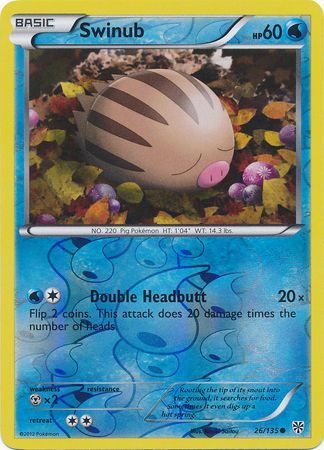 BASIC
Swinub
HP60
NO. 220 Pig Pokémon HT: 1'04" WT: 14.3 lbs.
Double Headbutt 20×
Flip 2 coins. This attack does 20 damage times
the number of heads.
weakness resistance
×2
retreat
Rooting the tip of its snout into
the ground, it searches for food.
Sometimes it even digs up a
hot spring.
©2012 Pokémon
26/135